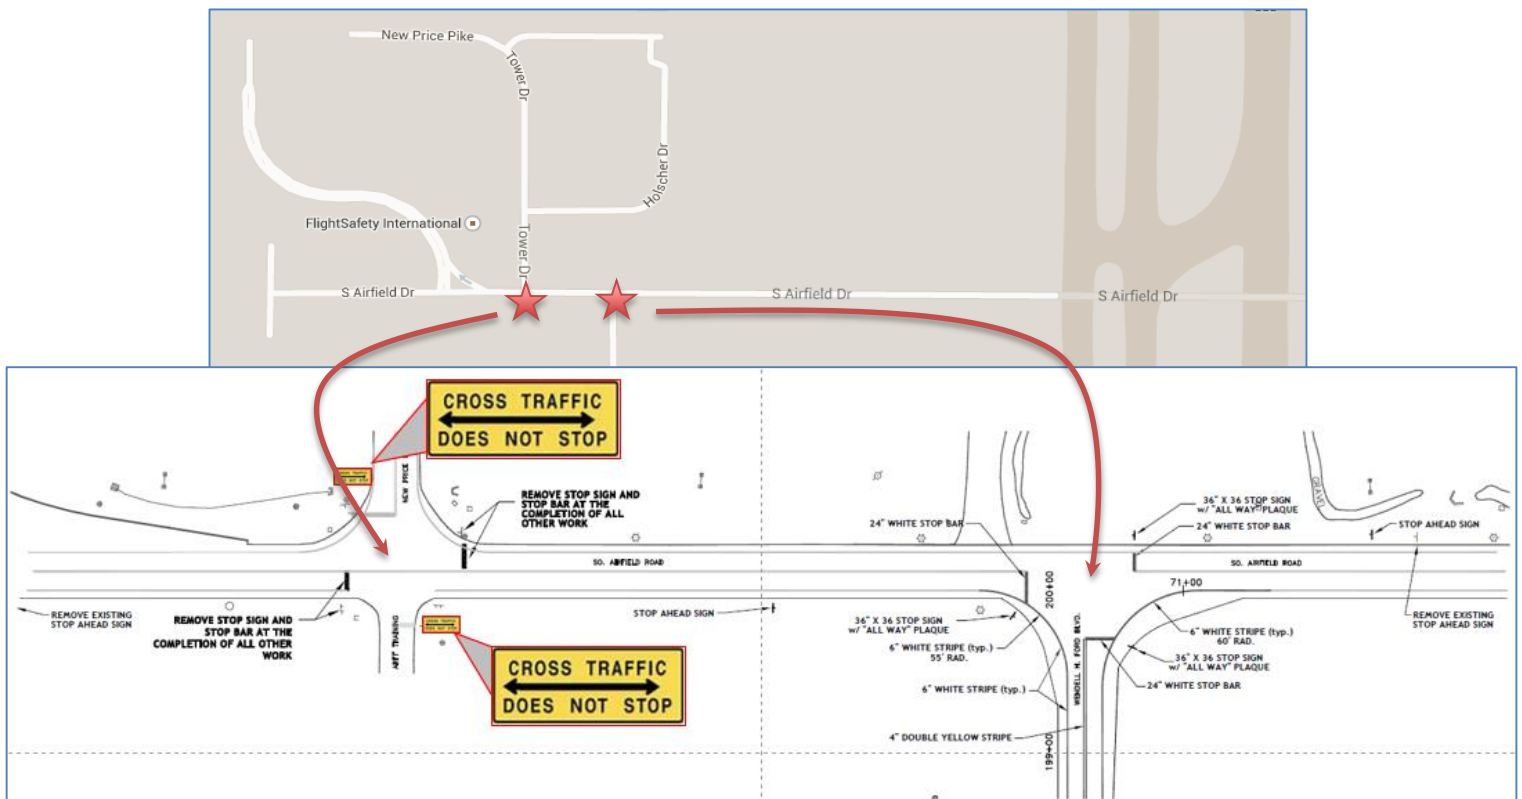 New Price Pike
Tower Dr
Holscher Dr
FlightSafety International
Tower Dr
S Airfield Dr
S Airfield Dr
S Airfield Dr
CROSS TRAFFIC
DOES NOT STOP
NEW PRICE
REMOVE STOP SIGN AND
STOP BAR AT THE
COMPLETION OF ALL
OTHER WORK
24" WHITE STOP BAR
36" X 36 STOP SIGN
w/ "ALL WAY" PLAQUE
24" WHITE STOP BAR
GRAVEL
STOP AHEAD SIGN
SO. AIRFIELD ROAD
SO. AIRFIELD ROAD
REMOVE EXISTING
STOP AHEAD SIGN
REMOVE STOP SIGN AND
STOP BAR AT THE
COMPLETION OF ALL OTHER
WORK
ARFF TRAINING
CROSS TRAFFIC
DOES NOT STOP
STOP AHEAD SIGN
200+00
71+00
36" X 36 STOP SIGN
w/ "ALL WAY" PLAQUE
6" WHITE STRIPE (typ.)
55' RAD.
6" WHITE STRIPE (typ.)
4" DOUBLE YELLOW STRIPE
199+00
WENDELL H. FORD BLVD.
6" WHITE STRIPE (typ.)
60' RAD.
36" X 36 STOP SIGN
w/ "ALL WAY" PLAQUE
24" WHITE STOP BAR
REMOVE EXISTING
STOP AHEAD SIGN